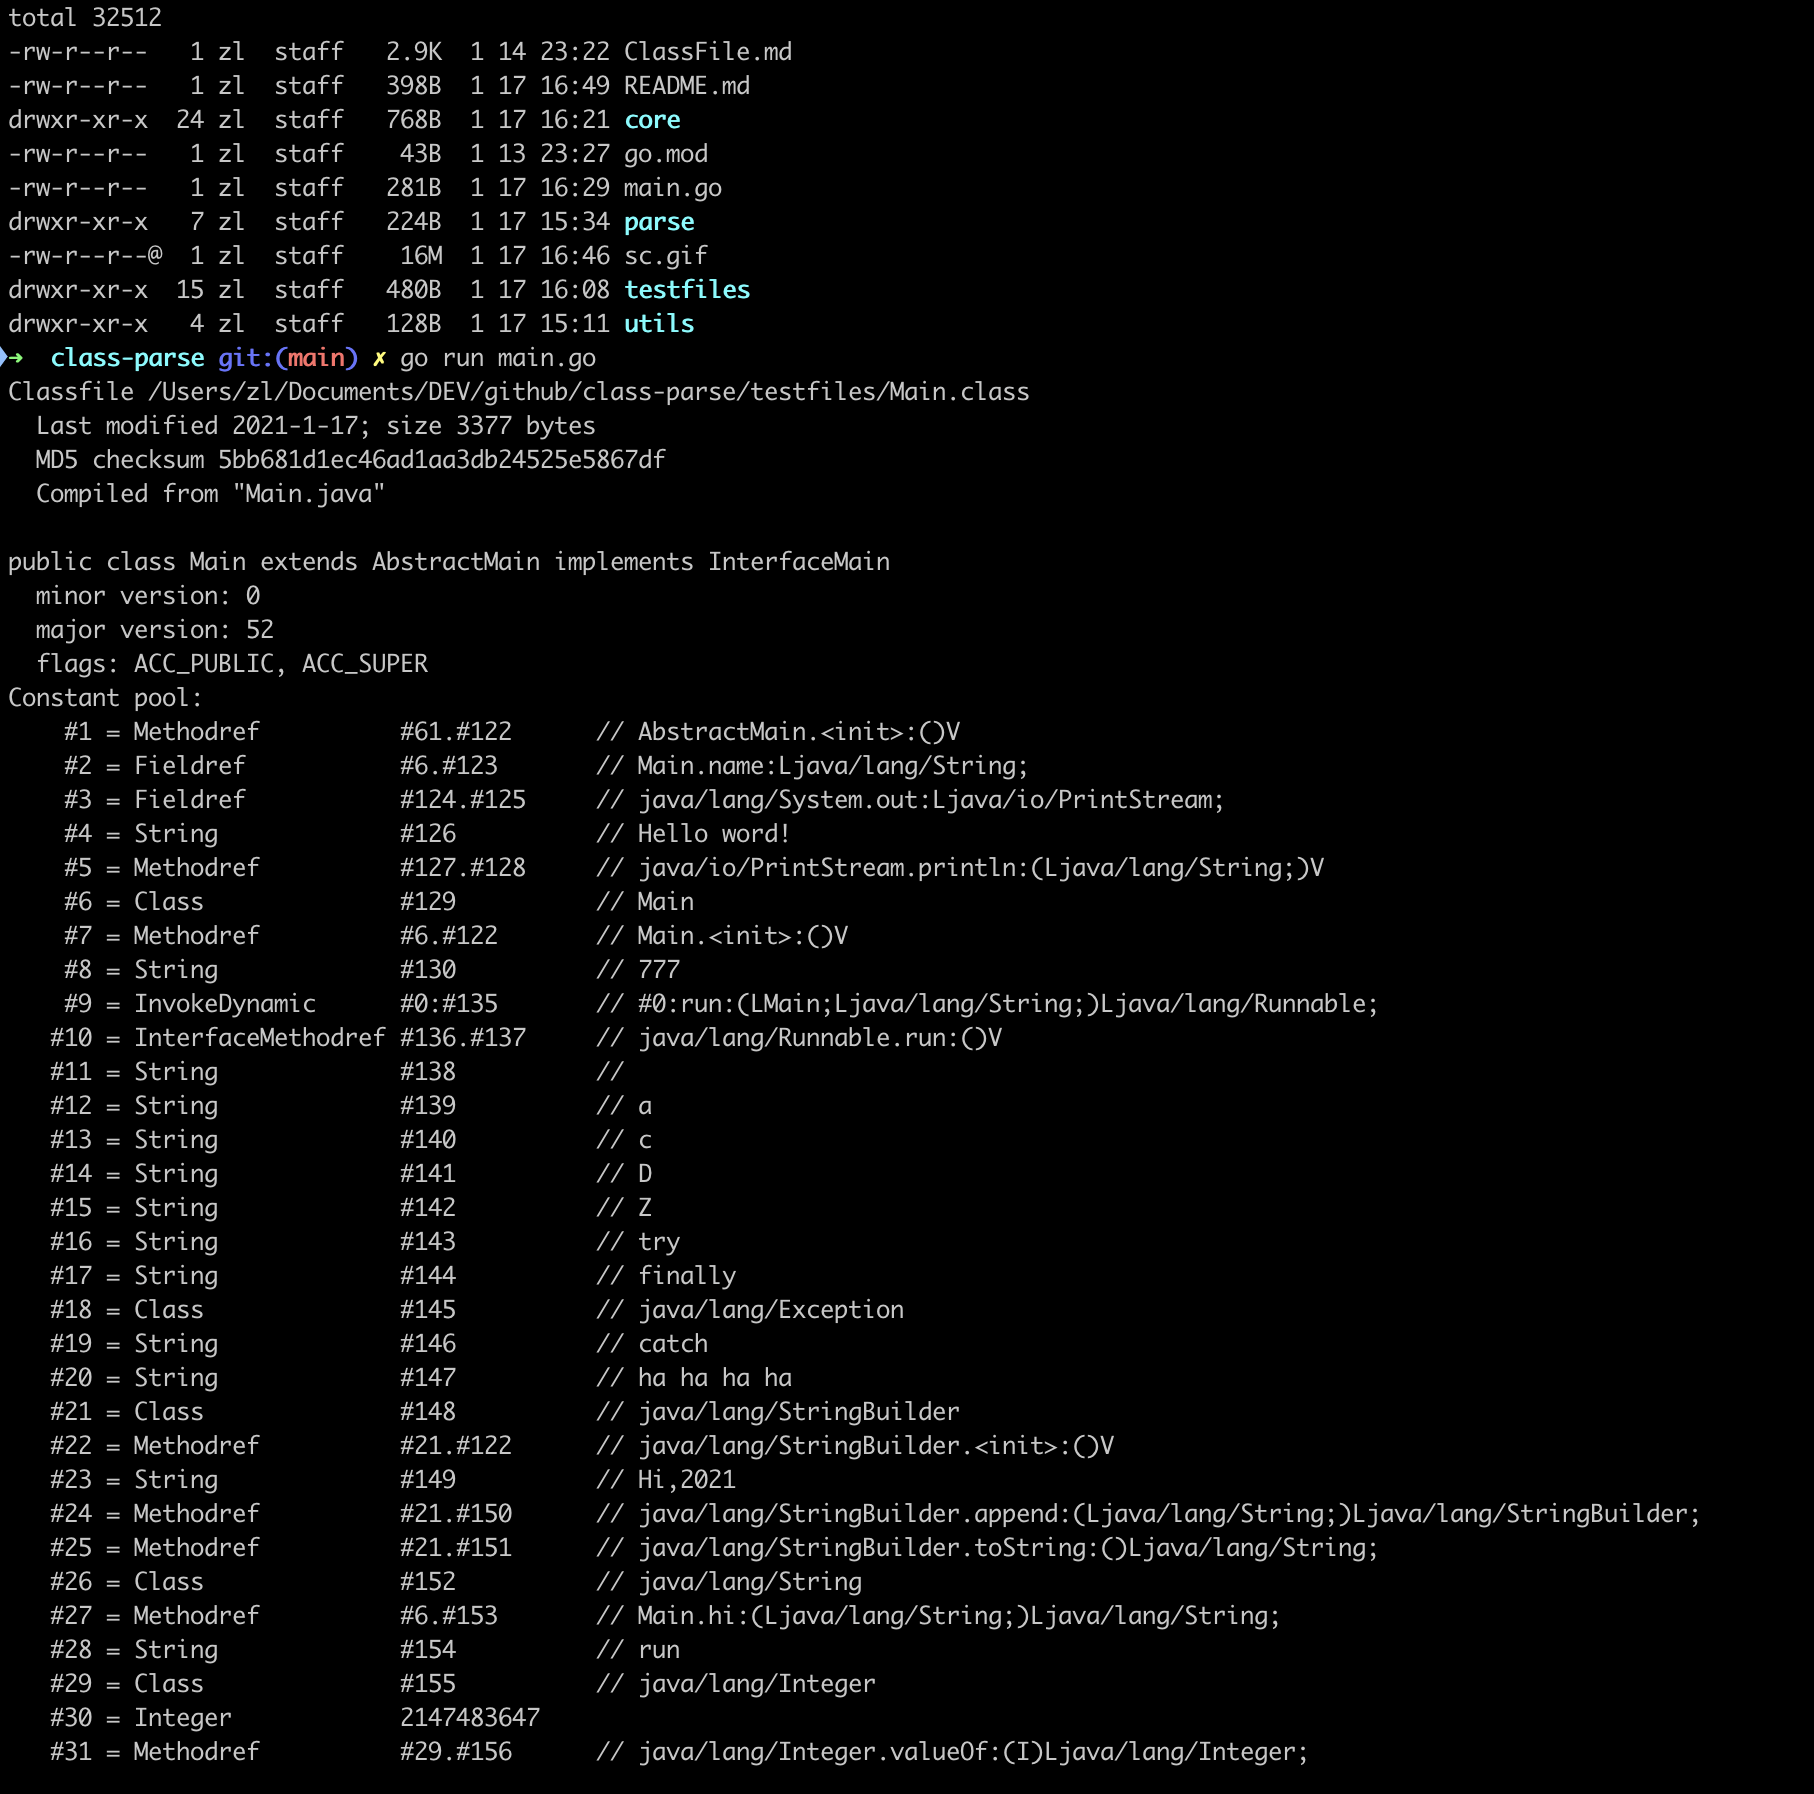 total 32512
-rw-r--r--   1 zl  staff   2.9K  1 14 23:22 ClassFile.md
-rw-r--r--   1 zl  staff   398B  1 17 16:49 README.md
drwxr-xr-x  24 zl  staff   768B  1 17 16:21 core
-rw-r--r--   1 zl  staff    43B  1 13 23:27 go.mod
-rw-r--r--   1 zl  staff   281B  1 17 16:29 main.go
drwxr-xr-x   7 zl  staff   224B  1 17 15:34 parse
-rw-r--r--@  1 zl  staff    16M  1 17 16:46 sc.gif
drwxr-xr-x  15 zl  staff   480B  1 17 16:08 testfiles
drwxr-xr-x   4 zl  staff   128B  1 17 15:11 utils
➜  class-parse git:(main) ✗ go run main.go
Classfile /Users/zl/Documents/DEV/github/class-parse/testfiles/Main.class
  Last modified 2021-1-17; size 3377 bytes
  MD5 checksum 5bb681d1ec46ad1aa3db24525e5867df
  Compiled from "Main.java"

public class Main extends AbstractMain implements InterfaceMain
  minor version: 0
  major version: 52
  flags: ACC_PUBLIC, ACC_SUPER
Constant pool:
    #1 = Methodref          #61.#122      // AbstractMain.<init>:()V
    #2 = Fieldref           #6.#123       // Main.name:Ljava/lang/String;
    #3 = Fieldref           #124.#125     // java/lang/System.out:Ljava/io/PrintStream;
    #4 = String             #126          // Hello word!
    #5 = Methodref          #127.#128     // java/io/PrintStream.println:(Ljava/lang/String;)V
    #6 = Class              #129          // Main
    #7 = Methodref          #6.#122       // Main.<init>:()V
    #8 = String             #130          // 777
    #9 = InvokeDynamic      #0:#135       // #0:run:(LMain;Ljava/lang/String;)Ljava/lang/Runnable;
   #10 = InterfaceMethodref #136.#137     // java/lang/Runnable.run:()V
   #11 = String             #138          //
   #12 = String             #139          // a
   #13 = String             #140          // c
   #14 = String             #141          // D
   #15 = String             #142          // Z
   #16 = String             #143          // try
   #17 = String             #144          // finally
   #18 = Class              #145          // java/lang/Exception
   #19 = String             #146          // catch
   #20 = String             #147          // ha ha ha ha
   #21 = Class              #148          // java/lang/StringBuilder
   #22 = Methodref          #21.#122      // java/lang/StringBuilder.<init>:()V
   #23 = String             #149          // Hi,2021
   #24 = Methodref          #21.#150      // java/lang/StringBuilder.append:(Ljava/lang/String;)Ljava/lang/StringBuilder;
   #25 = Methodref          #21.#151      // java/lang/StringBuilder.toString:()Ljava/lang/String;
   #26 = Class              #152          // java/lang/String
   #27 = Methodref          #6.#153       // Main.hi:(Ljava/lang/String;)Ljava/lang/String;
   #28 = String             #154          // run
   #29 = Class              #155          // java/lang/Integer
   #30 = Integer            2147483647
   #31 = Methodref          #29.#156      // java/lang/Integer.valueOf:(I)Ljava/lang/Integer;